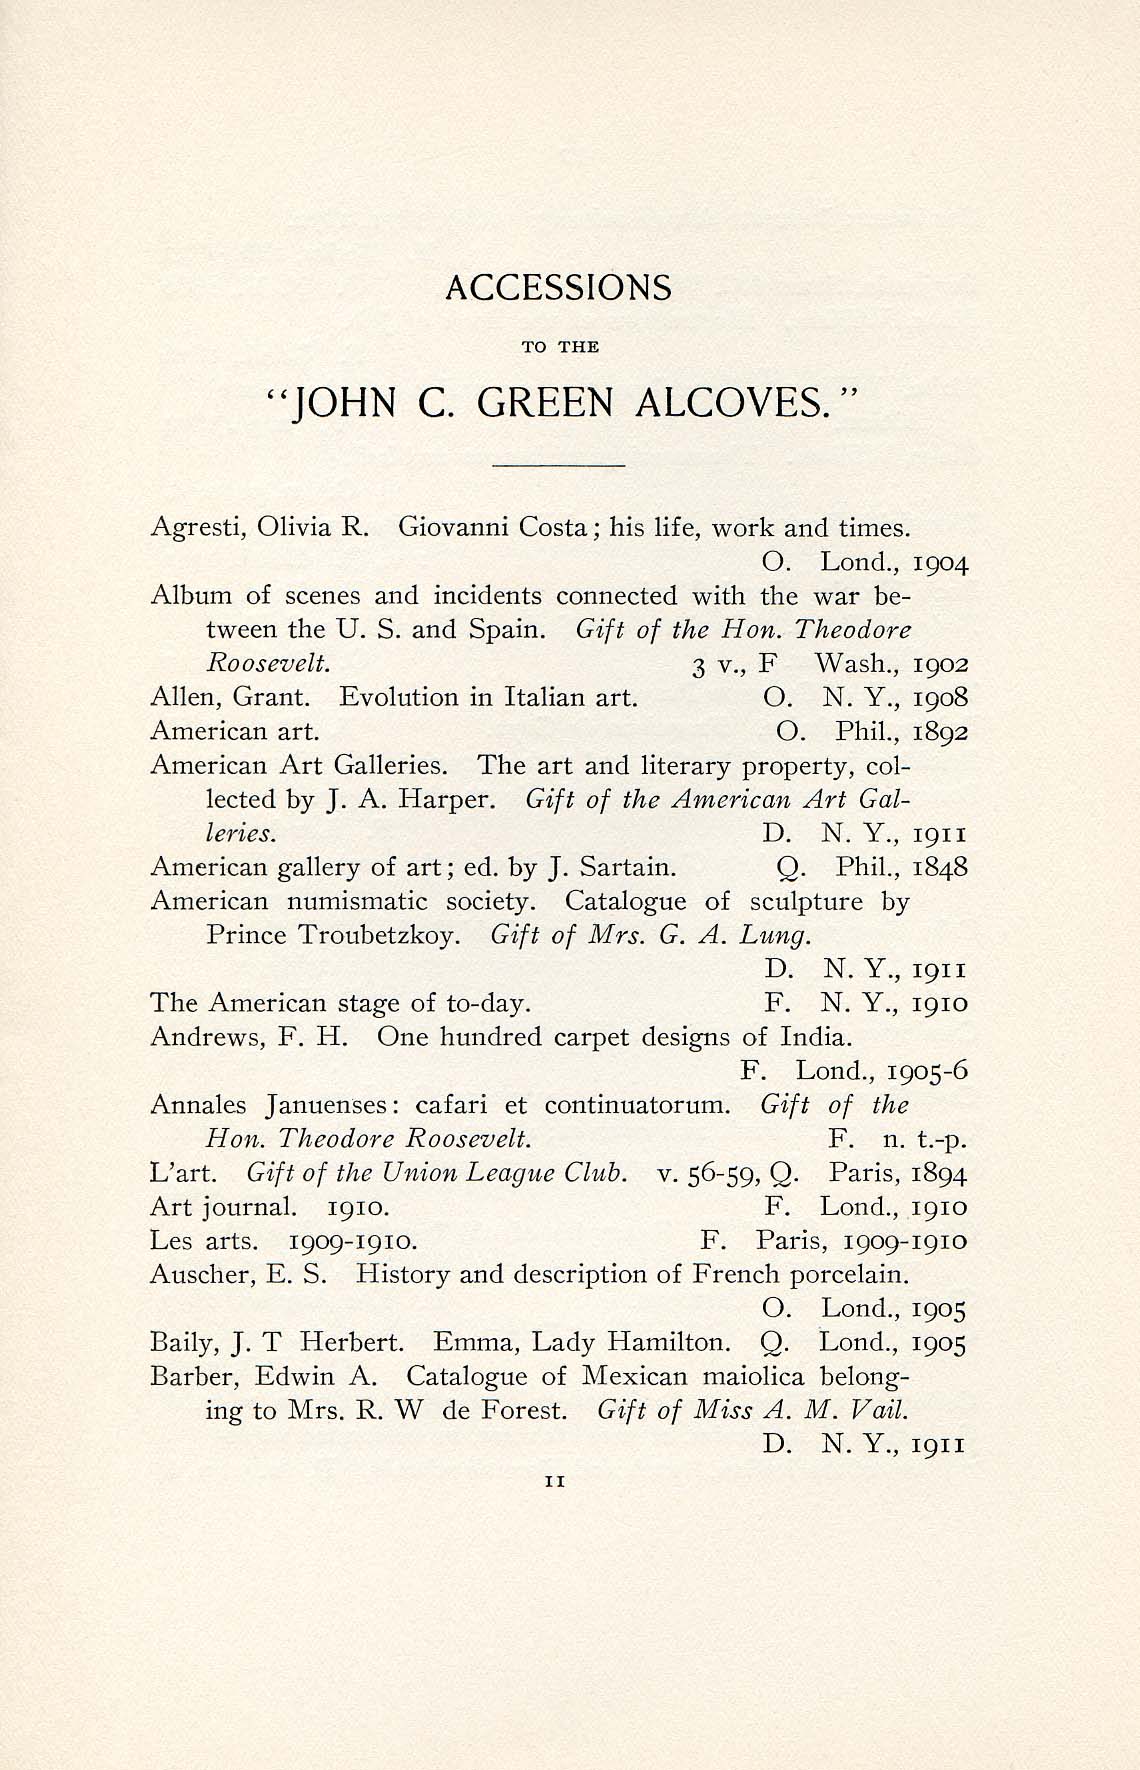 ACCESSIONS
TO THE
"JOHN C. GREEN ALCOVES."
Agresti, Olivia R. Giovanni Costa; his life, work and times.
O. Lond., 1904
Album of scenes and incidents connected with the war be-
tween the U. S. and Spain. Gift of the Hon. Theodore
Roosevelt. 3 v., F Wash., 1902
Allen, Grant. Evolution in Italian art. O. N. Y., 1908
American art. O. Phil., 1892
American Art Galleries. The art and literary property, col-
lected by J. A. Harper. Gift of the American Art Gal-
leries. D. N. Y., 1911
American gallery of art; ed. by J. Sartain. Q. Phil., 1848
American numismatic society. Catalogue of sculpture by
Prince Troubetzkoy. Gift of Mrs. G. A. Lung.
D. N. Y., 1911
The American stage of to-day. F. N. Y., 1910
Andrews, F. H. One hundred carpet designs of India.
F. Lond., 1905-6
Annales Januenses: cafari et continuatorum. Gift of the
Hon. Theodore Roosevelt. F. n. t.-p.
L'art. Gift of the Union League Club. v. 56-59, Q. Paris, 1894
Art journal. 1910. F. Lond., 1910
Les arts. 1909-1910. F. Paris, 1909-1910
Auscher, E. S. History and description of French porcelain.
O. Lond., 1905
Baily, J. T Herbert. Emma, Lady Hamilton. Q. Lond., 1905
Barber, Edwin A. Catalogue of Mexican maiolica belong-
ing to Mrs. R. W de Forest. Gift of Miss A. M. Vail.
D. N. Y., 1911
11